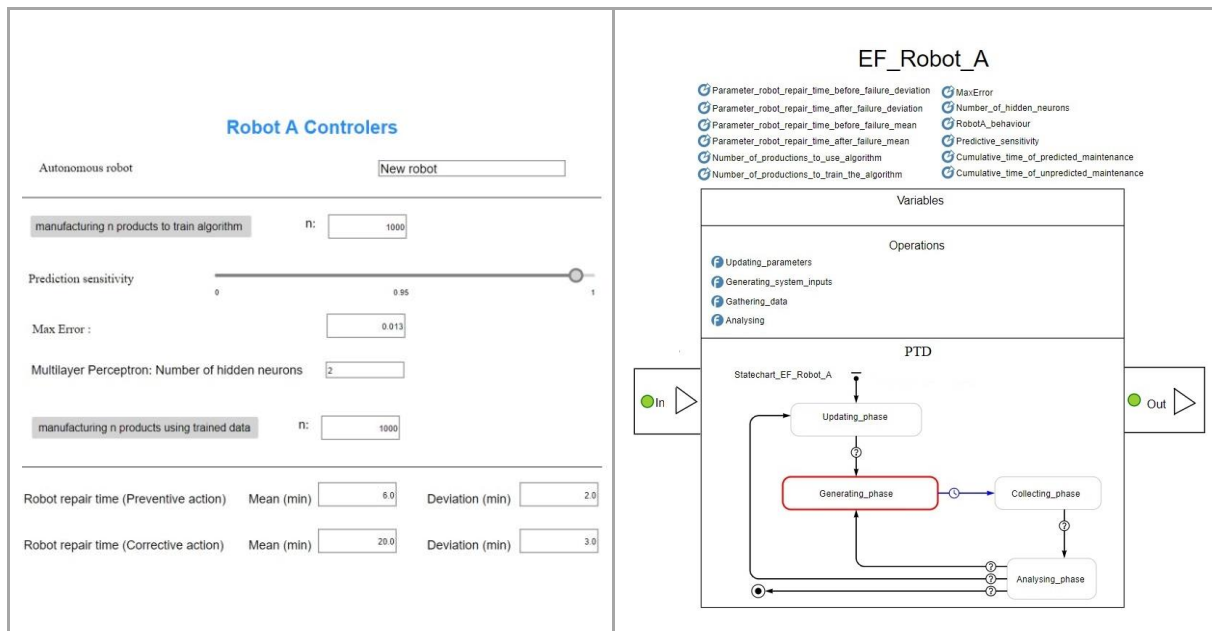 Robot A Controlers
Autonomous robot New robot
manufacturing n products to train algorithm n: 1000
Prediction sensitivity
0 0.95 1
Max Error : 0.013
Multilayer Perceptron: Number of hidden neurons 2
manufacturing n products using trained data n: 1000
Robot repair time (Preventive action) Mean (min) 6.0 Deviation (min) 2.0
Robot repair time (Corrective action) Mean (min) 20.0 Deviation (min) 3.0
EF_Robot_A
Parameter_robot_repair_time_before_failure_deviation
Parameter_robot_repair_time_after_failure_deviation
Parameter_robot_repair_time_before_failure_mean
Parameter_robot_repair_time_after_failure_mean
Number_of_productions_to_use_algorithm
Number_of_productions_to_train_the_algorithm
MaxError
Number_of_hidden_neurons
RobotA_behaviour
Predictive_sensitivity
Cumulative_time_of_predicted_maintenance
Cumulative_time_of_unpredicted_maintenance
Variables
Operations
F Updating_parameters
F Generating_system_inputs
F Gathering_data
F Analysing
PTD
Statechart_EF_Robot_A
In
Out
Updating_phase
?
Generating_phase
Collecting_phase
?
?
?
?
Analysing_phase